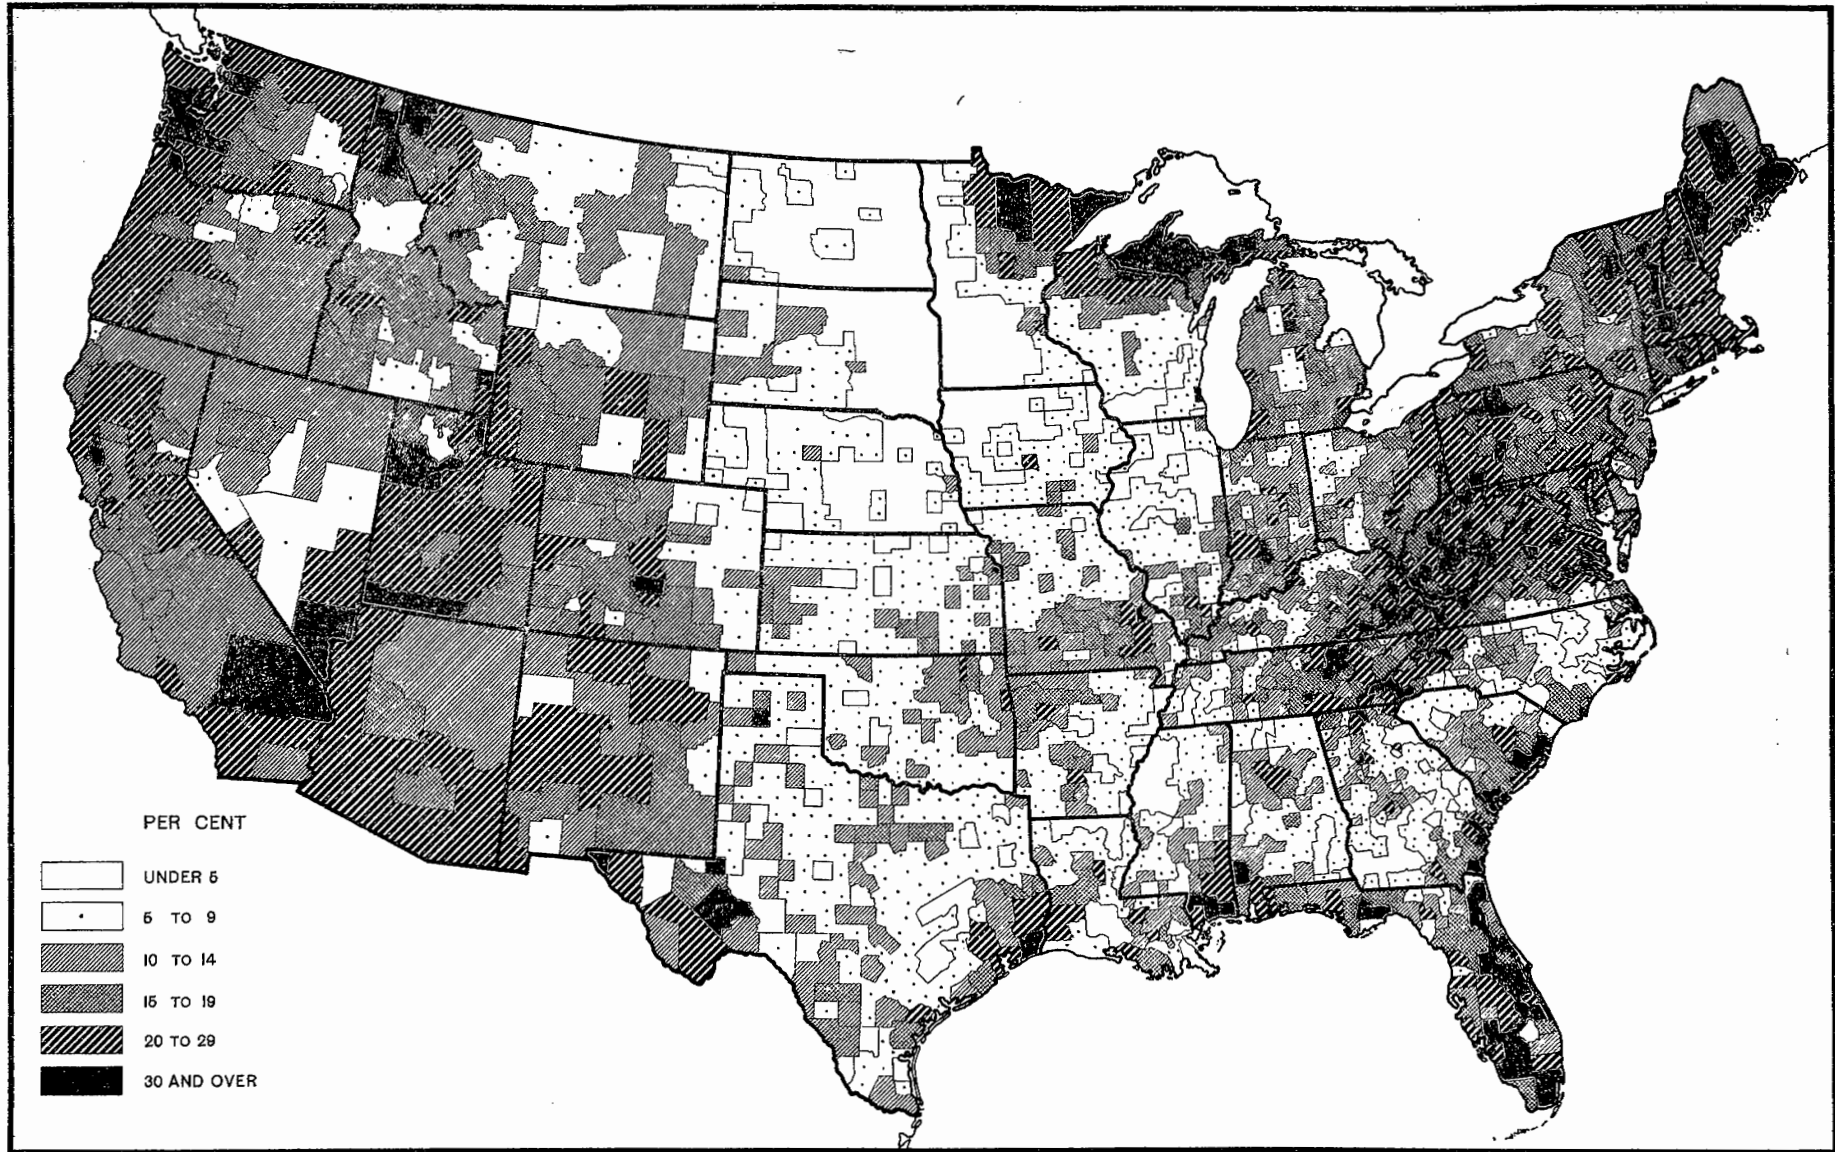 PER CENT
UNDER 5
5 TO 9
10 TO 14
15 TO 19
20 TO 29
30 AND OVER